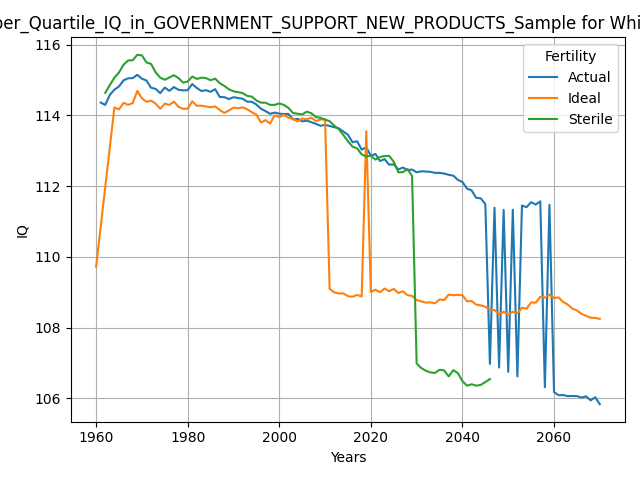 per_Quartile_IQ_in_GOVERNMENT_SUPPORT_NEW_PRODUCTS_Sample for Whi
116
114
112
110
108
106
IQ
Fertility
Actual
Ideal
Sterile
1960
1980
2000
2020
2040
2060
Years